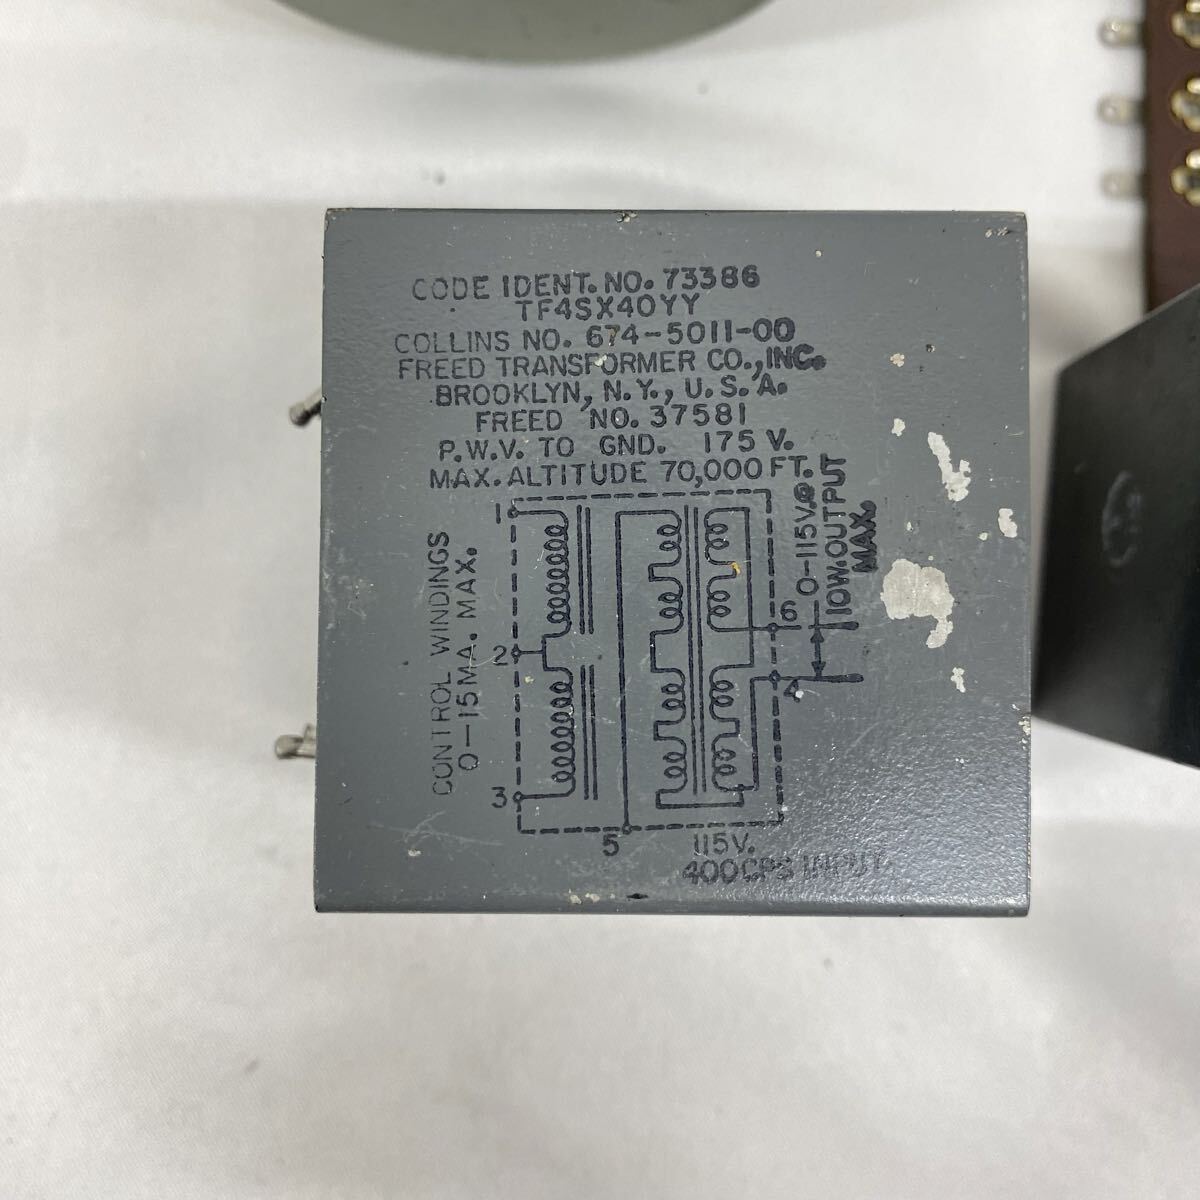 CODE IDENT. NO. 73386
TF4SX40YY
COLLINS NO. 674-5011-00
FREED TRANSFORMER CO., INC.
BROOKLYN, N.Y., U.S.A.
FREED NO. 37581
P.W.V. TO GND. 175 V.
MAX. ALTITUDE 70,000 FT.
CONTROL WINDINGS
0-15 MA. MAX.
1
2
3
5
6
4
0-115V.@
10W. OUTPUT
MAX.
115V.
400CPS INPUT